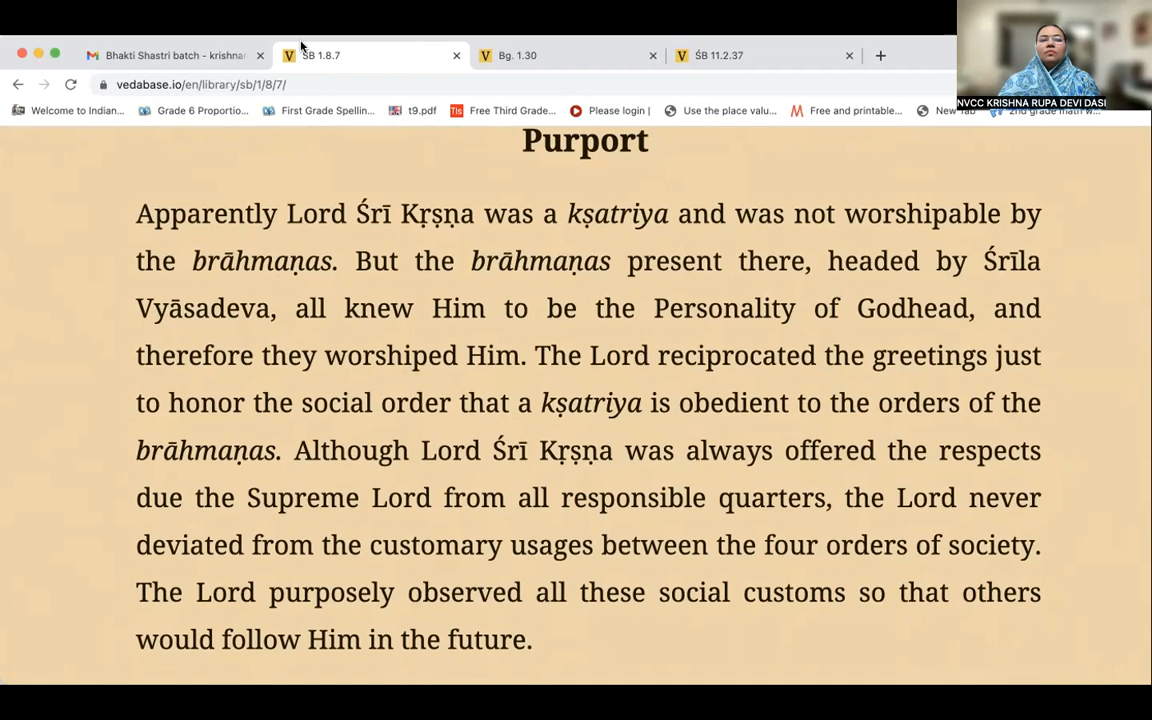 Bhakti Shastri batch - krishnar
ŚB 1.8.7
Bg. 1.30
ŚB 11.2.37
vedabase.io/en/library/sb/1/8/7/
Welcome to Indian...
Grade 6 Proportio...
First Grade Spellin...
t9.pdf
Free Third Grade...
Please login |
Use the place valu...
Free and printable...
New Tab
2nd grade math w...
NVCC KRISHNA RUPA DEVI DASI
Purport
Apparently Lord Śrī Kṛṣṇa was a kṣatriya and was not worshipable by
the brāhmaṇas. But the brāhmaṇas present there, headed by Śrīla
Vyāsadeva, all knew Him to be the Personality of Godhead, and
therefore they worshiped Him. The Lord reciprocated the greetings just
to honor the social order that a kṣatriya is obedient to the orders of the
brāhmaṇas. Although Lord Śrī Kṛṣṇa was always offered the respects
due the Supreme Lord from all responsible quarters, the Lord never
deviated from the customary usages between the four orders of society.
The Lord purposely observed all these social customs so that others
would follow Him in the future.